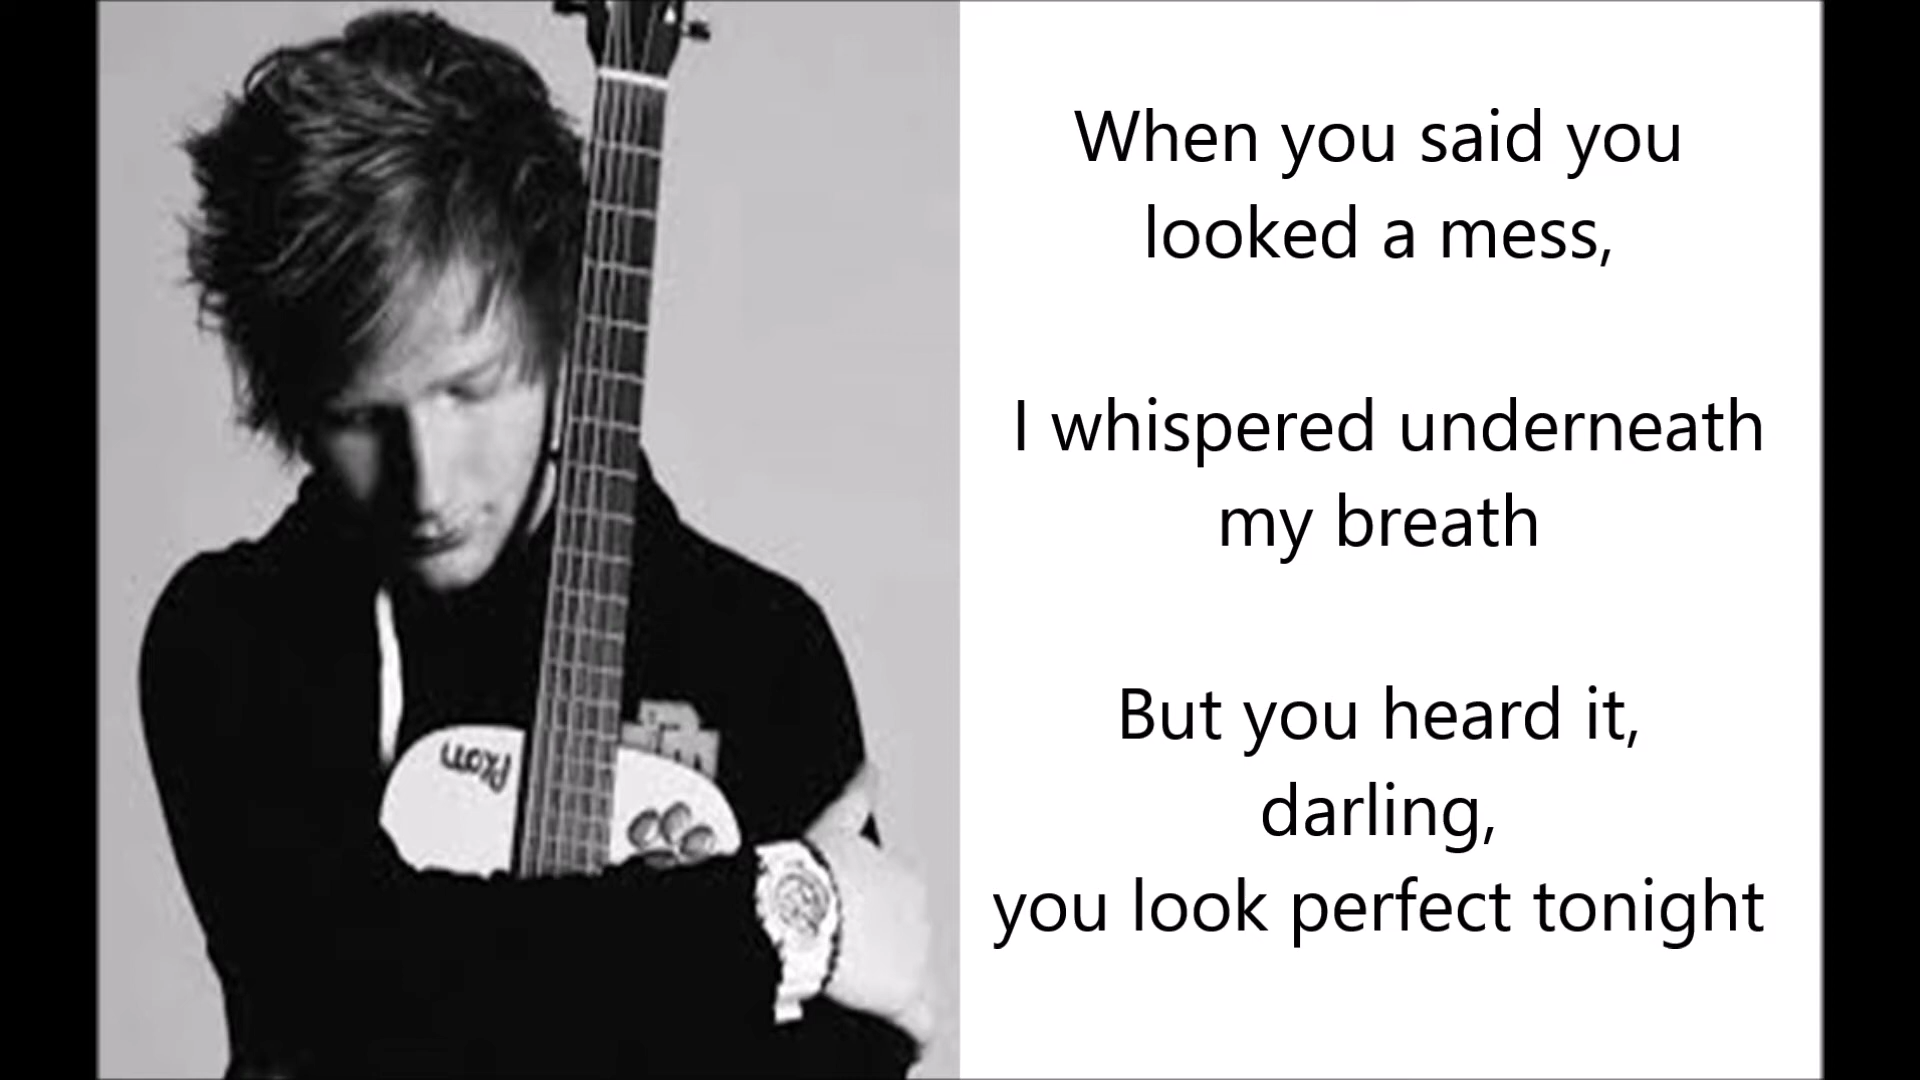 When you said you
looked a mess,
I whispered underneath
my breath
But you heard it,
darling,
you look perfect tonight